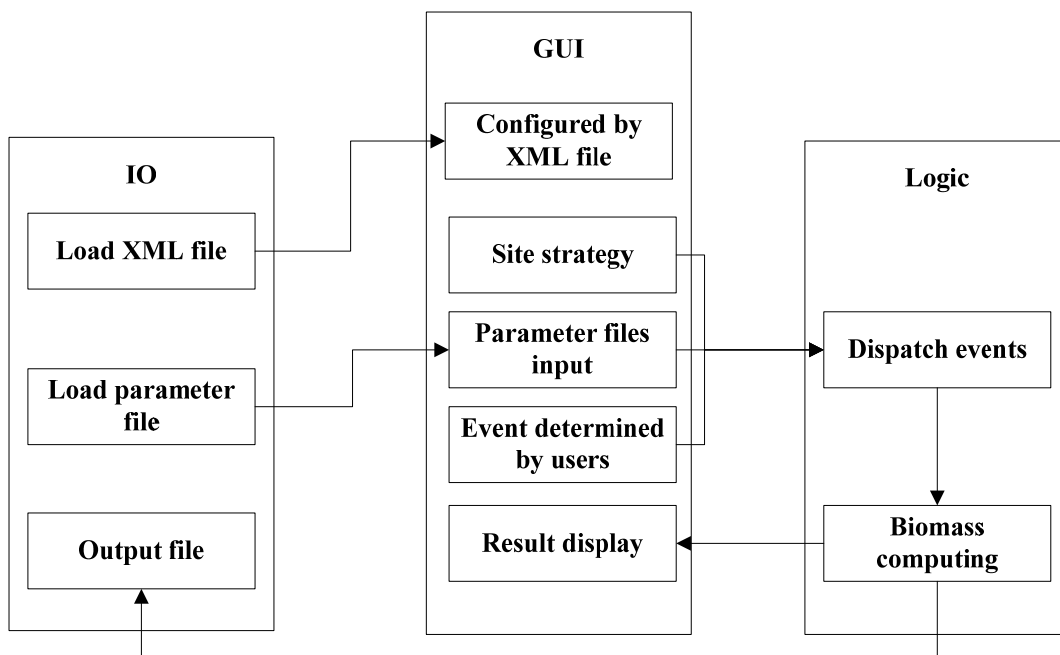 IO
Load XML file
Load parameter
file
Output file
GUI
Configured by
XML file
Site strategy
Parameter files
input
Event determined
by users
Result display
Logic
Dispatch events
Biomass
computing